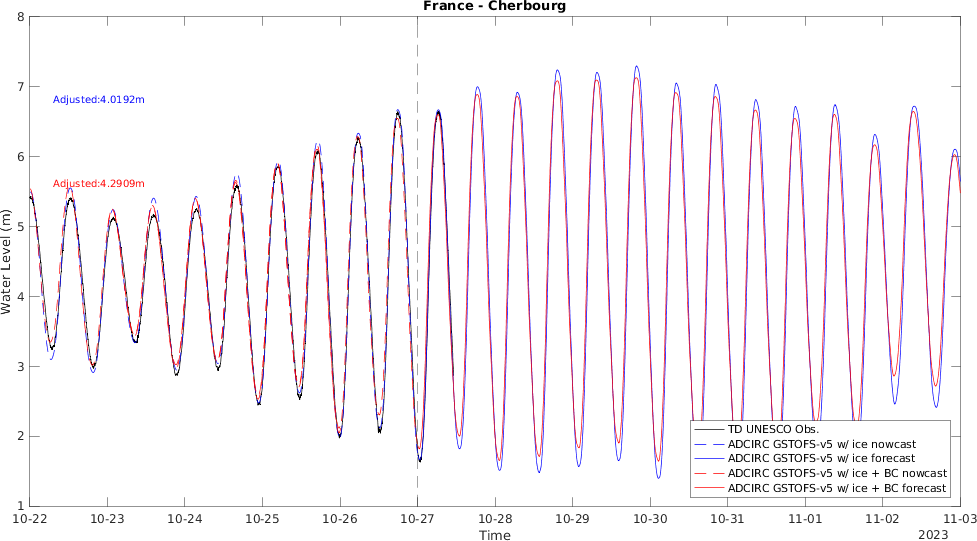 France - Cherbourg
8
7
6
5
4
3
2
1
Water Level (m)
Adjusted:4.0192m
Adjusted:4.2909m
TD UNESCO Obs.
ADCIRC GSTOFS-v5 w/ ice nowcast
ADCIRC GSTOFS-v5 w/ ice forecast
ADCIRC GSTOFS-v5 w/ ice + BC nowcast
ADCIRC GSTOFS-v5 w/ ice + BC forecast
10-22 10-23 10-24 10-25 10-26 10-27 10-28 10-29 10-30 10-31 11-01 11-02 11-03
Time
2023